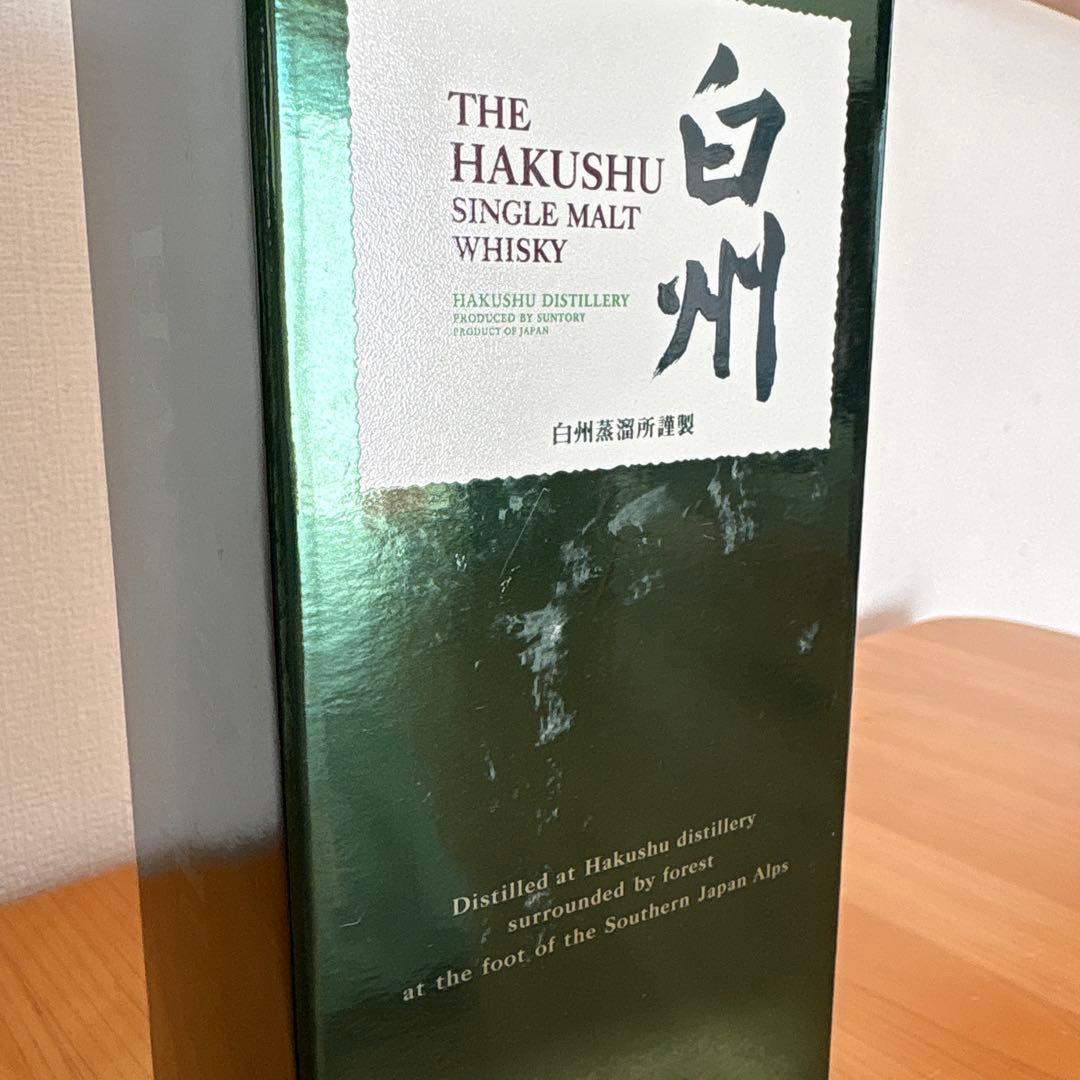 THE
HAKUSHU
SINGLE MALT
WHISKY
HAKUSHU DISTILLERY
PRODUCED BY SUNTORY
PRODUCT OF JAPAN
白州
白州蒸溜所謹製
Distilled at Hakushu distillery
surrounded by forest
at the foot of the Southern Japan Alps